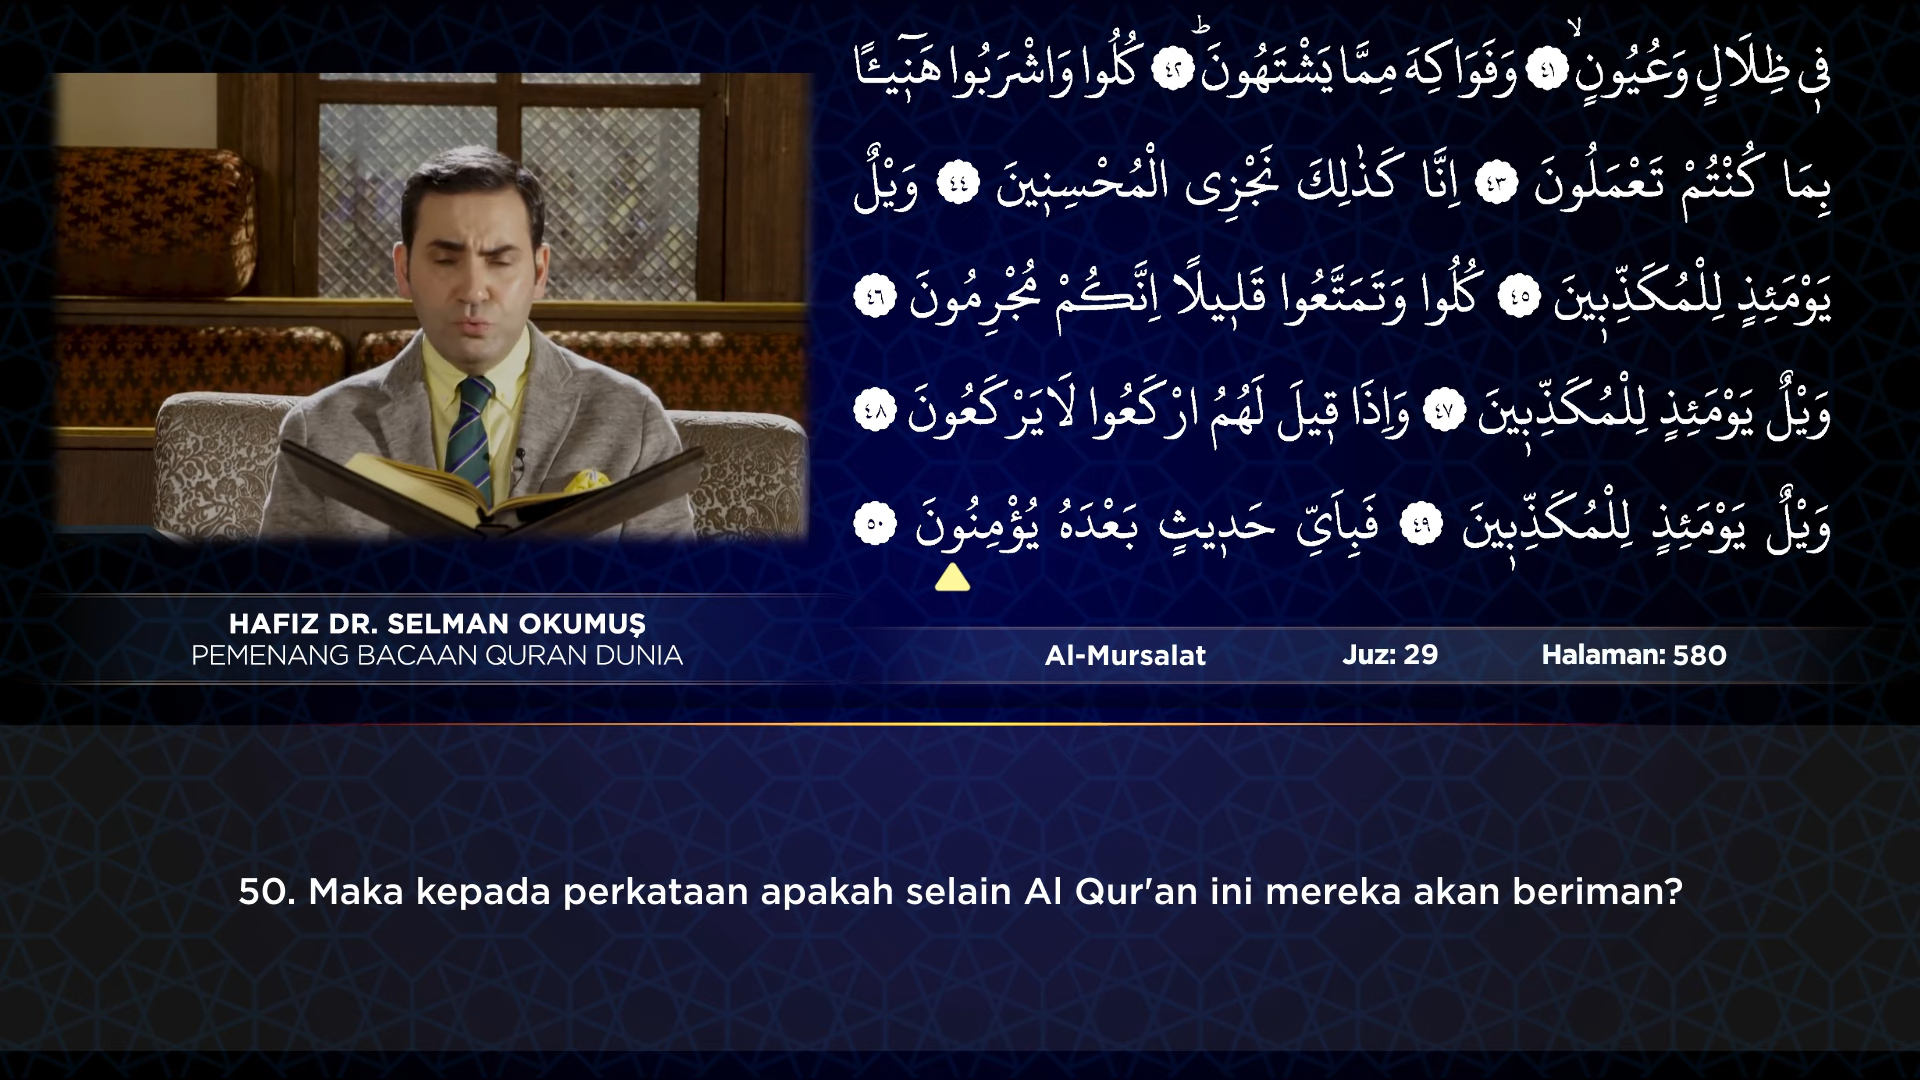 فِي ظِلَالٍ وَعُيُونٍۙ ٤١ وَفَوَاكِهَ مِمَّا يَشْتَهُونَۜ ٤٢ كُلُوا وَاشْرَبُوا هَن۪ٓيـًٔا
بِمَا كُنْتُمْ تَعْمَلُونَ ٤٣ اِنَّا كَذٰلِكَ نَجْزِي الْمُحْسِن۪ينَ ٤٤ وَيْلٌ
يَوْمَئِذٍ لِلْمُكَذِّب۪ينَ ٤٥ كُلُوا وَتَمَتَّعُوا قَل۪يلًا اِنَّكُمْ مُجْرِمُونَ ٤٦
وَيْلٌ يَوْمَئِذٍ لِلْمُكَذِّب۪ينَ ٤٧ وَاِذَا ق۪يلَ لَهُمُ ارْكَعُوا لَا يَرْكَعُونَ ٤٨
وَيْلٌ يَوْمَئِذٍ لِلْمُكَذِّب۪ينَ ٤٩ فَبِاَيِّ حَد۪يثٍ بَعْدَهُ يُؤْمِنُونَ ٥٠
HAFIZ DR. SELMAN OKUMUŞ
PEMENANG BACAAN QURAN DUNIA
Al-Mursalat Juz: 29 Halaman: 580
50. Maka kepada perkataan apakah selain Al Qur'an ini mereka akan beriman?